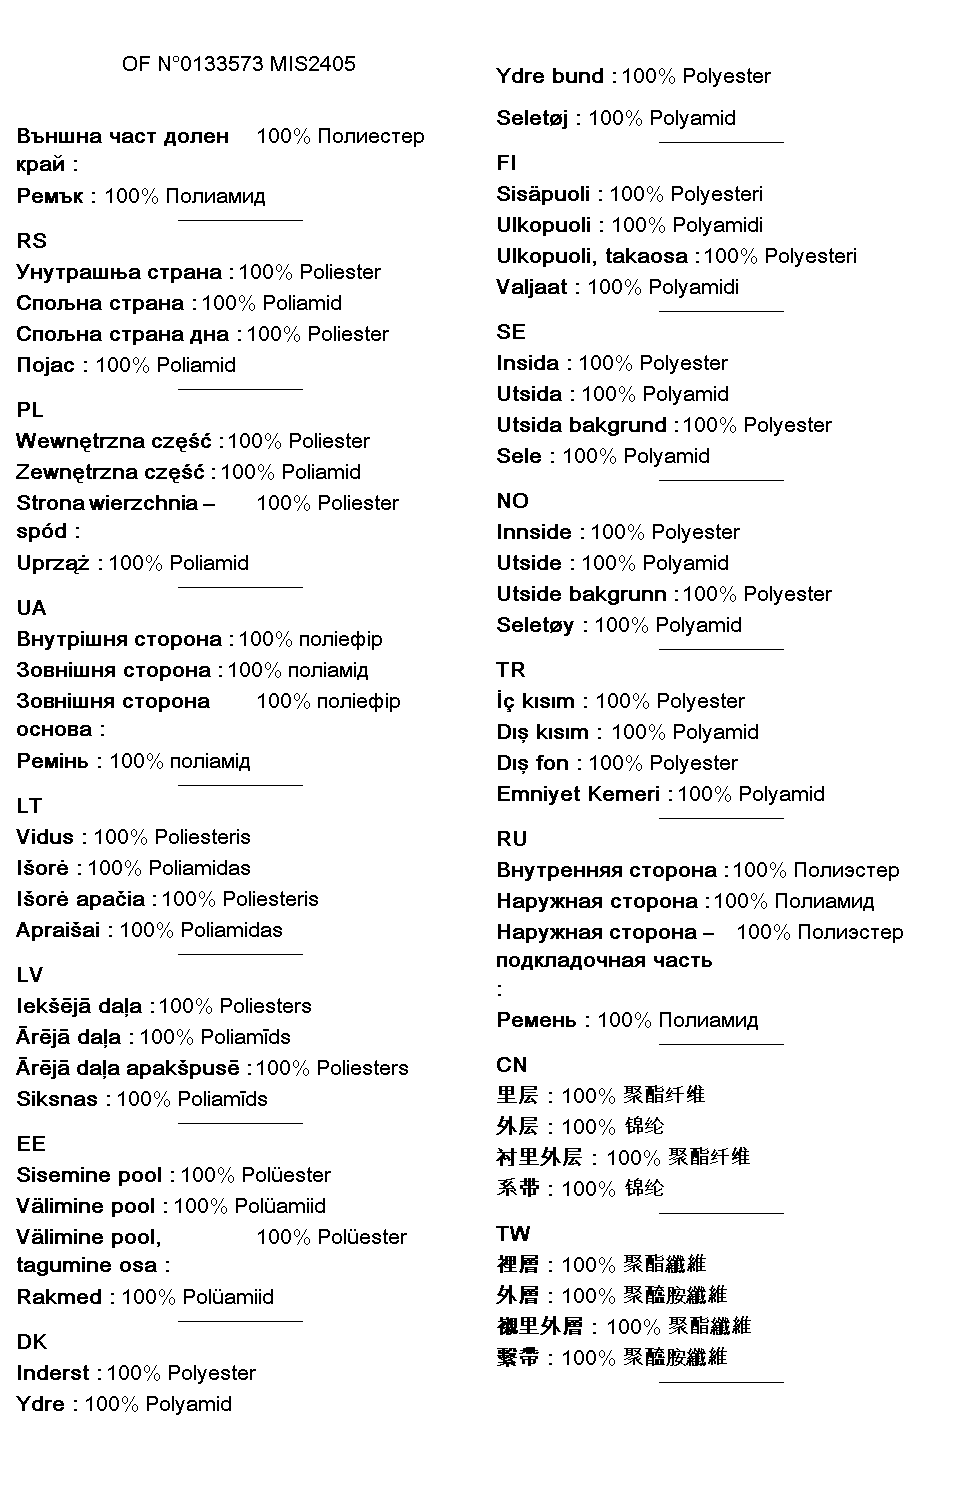 OF N°0133573 MIS2405
Външна част долен 100% Полиестер
край :
Ремък : 100% Полиамид
RS
Унутрашња страна : 100% Poliester
Спољна страна : 100% Poliamid
Спољна страна дна : 100% Poliester
Појас : 100% Poliamid
PL
Wewnętrzna część : 100% Poliester
Zewnętrzna część : 100% Poliamid
Strona wierzchnia – 100% Poliester
spód :
Uprząż : 100% Poliamid
UA
Внутрішня сторона : 100% поліефір
Зовнішня сторона : 100% поліамід
Зовнішня сторона 100% поліефір
основа :
Ремінь : 100% поліамід
LT
Vidus : 100% Poliesteris
Išorė : 100% Poliamidas
Išorė apačia : 100% Poliesteris
Apraišai : 100% Poliamidas
LV
Iekšējā daļa : 100% Poliesters
Ārējā daļa : 100% Poliamīds
Ārējā daļa apakšpusē : 100% Poliesters
Siksnas : 100% Poliamīds
EE
Sisemine pool : 100% Polüester
Välimine pool : 100% Polüamiid
Välimine pool, 100% Polüester
tagumine osa :
Rakmed : 100% Polüamiid
DK
Inderst : 100% Polyester
Ydre : 100% Polyamid
Ydre bund : 100% Polyester
Seletøj : 100% Polyamid
FI
Sisäpuoli : 100% Polyesteri
Ulkopuoli : 100% Polyamidi
Ulkopuoli, takaosa : 100% Polyesteri
Valjaat : 100% Polyamidi
SE
Insida : 100% Polyester
Utsida : 100% Polyamid
Utsida bakgrund : 100% Polyester
Sele : 100% Polyamid
NO
Innside : 100% Polyester
Utside : 100% Polyamid
Utside bakgrunn : 100% Polyester
Seletøy : 100% Polyamid
TR
İç kısım : 100% Polyester
Dış kısım : 100% Polyamid
Dış fon : 100% Polyester
Emniyet Kemeri : 100% Polyamid
RU
Внутренняя сторона : 100% Полиэстер
Наружная сторона : 100% Полиамид
Наружная сторона – 100% Полиэстер
подкладочная часть
:
Ремень : 100% Полиамид
CN
里层 : 100% 聚酯纤维
外层 : 100% 锦纶
衬里外层 : 100% 聚酯纤维
系带 : 100% 锦纶
TW
裡層 : 100% 聚酯纖維
外層 : 100% 聚醯胺纖維
襯里外層 : 100% 聚酯纖維
繫帶 : 100% 聚醯胺纖維